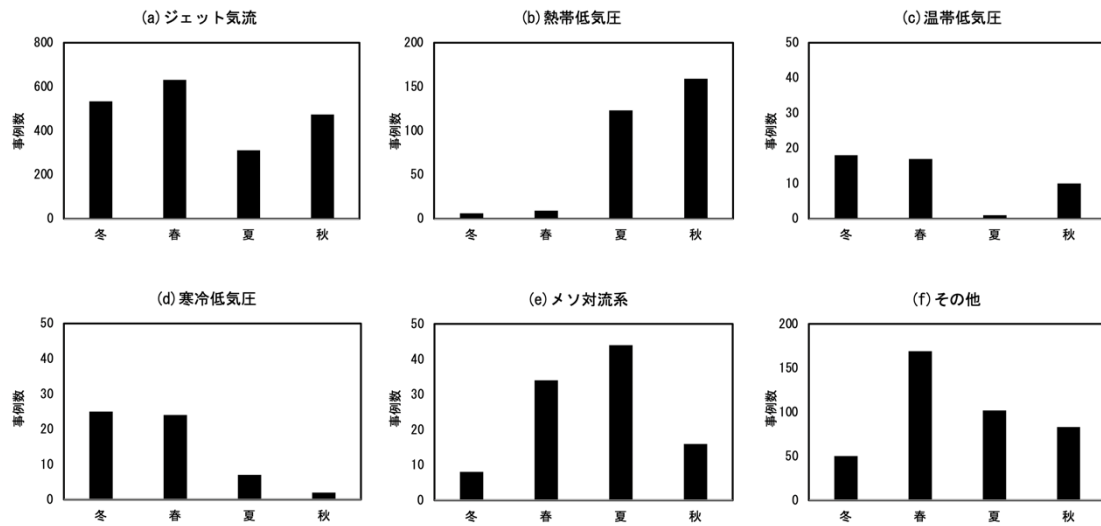 (a)ジェット気流
800
600
400
200
0
事例数
冬 春 夏 秋
(b)熱帯低気圧
200
150
100
50
0
事例数
冬 春 夏 秋
(c)温帯低気圧
50
40
30
20
10
0
事例数
冬 春 夏 秋
(d)寒冷低気圧
50
40
30
20
10
0
事例数
冬 春 夏 秋
(e)メソ対流系
50
40
30
20
10
0
事例数
冬 春 夏 秋
(f)その他
200
150
100
50
0
事例数
冬 春 夏 秋